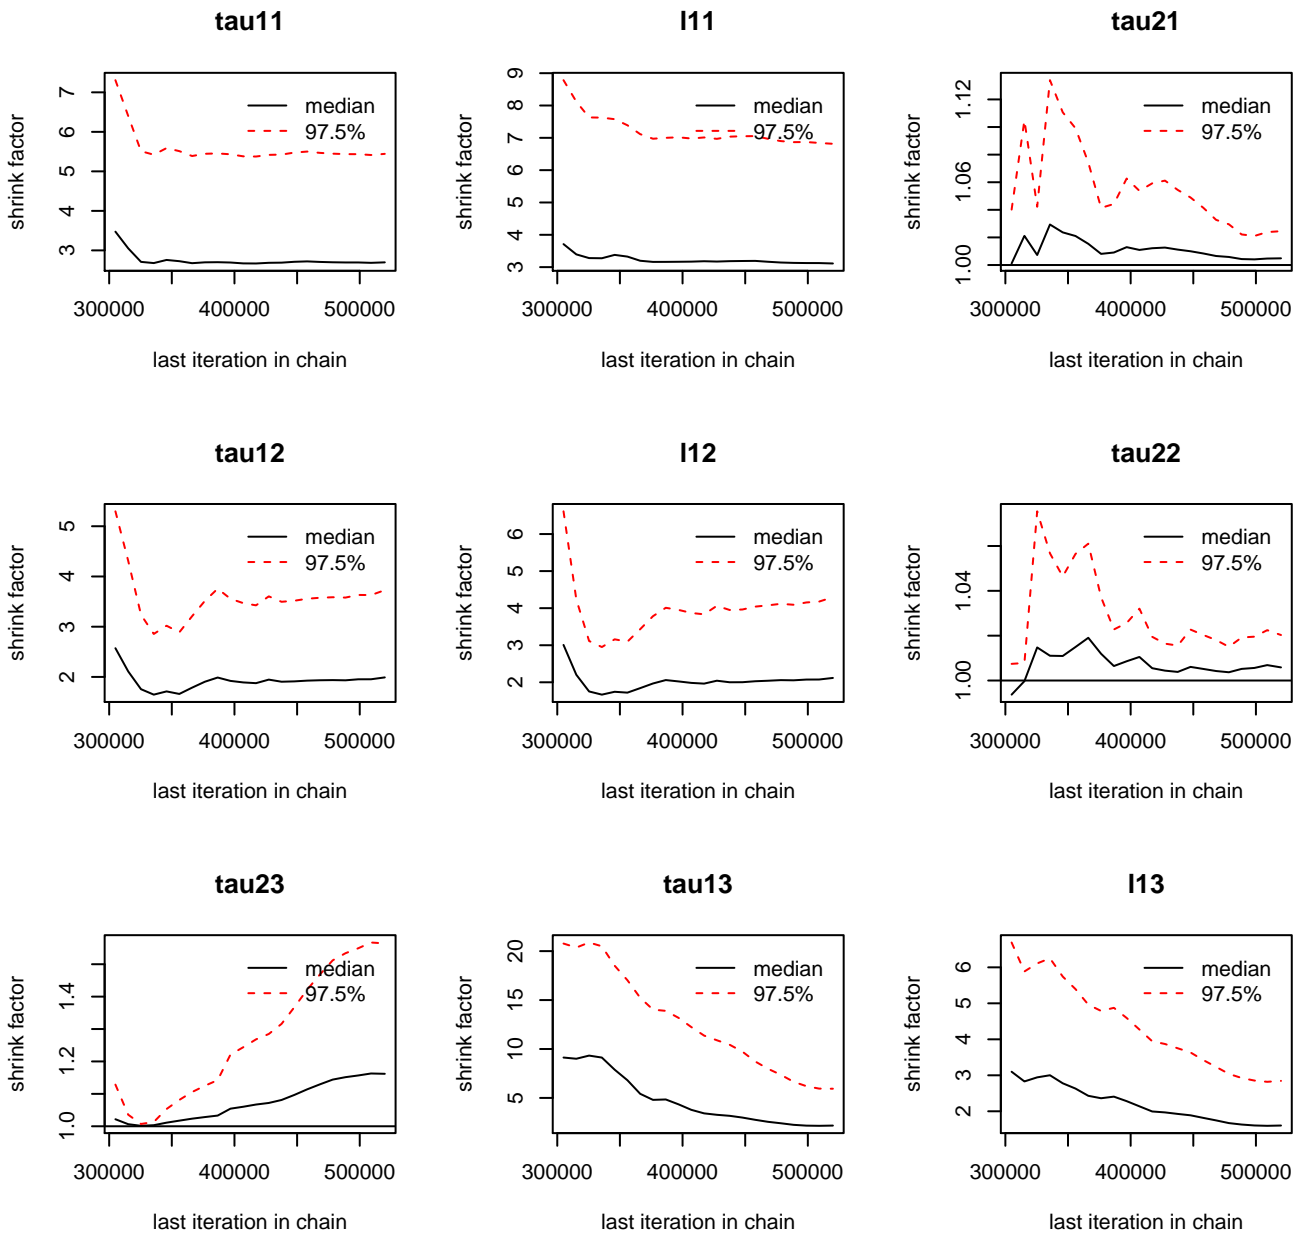 tau11
l11
tau21
shrink factor
3 4 5 6 7
median
97.5%
300000 400000 500000
last iteration in chain
shrink factor
3 4 5 6 7 8 9
median
97.5%
300000 400000 500000
last iteration in chain
shrink factor
1.00 1.06 1.12
median
97.5%
300000 400000 500000
last iteration in chain
tau12
l12
tau22
shrink factor
2 3 4 5
median
97.5%
300000 400000 500000
last iteration in chain
shrink factor
2 3 4 5 6
median
97.5%
300000 400000 500000
last iteration in chain
shrink factor
1.00 1.04
median
97.5%
300000 400000 500000
last iteration in chain
tau23
tau13
l13
shrink factor
1.0 1.2 1.4
median
97.5%
300000 400000 500000
last iteration in chain
shrink factor
5 10 15 20
median
97.5%
300000 400000 500000
last iteration in chain
shrink factor
2 3 4 5 6
median
97.5%
300000 400000 500000
last iteration in chain